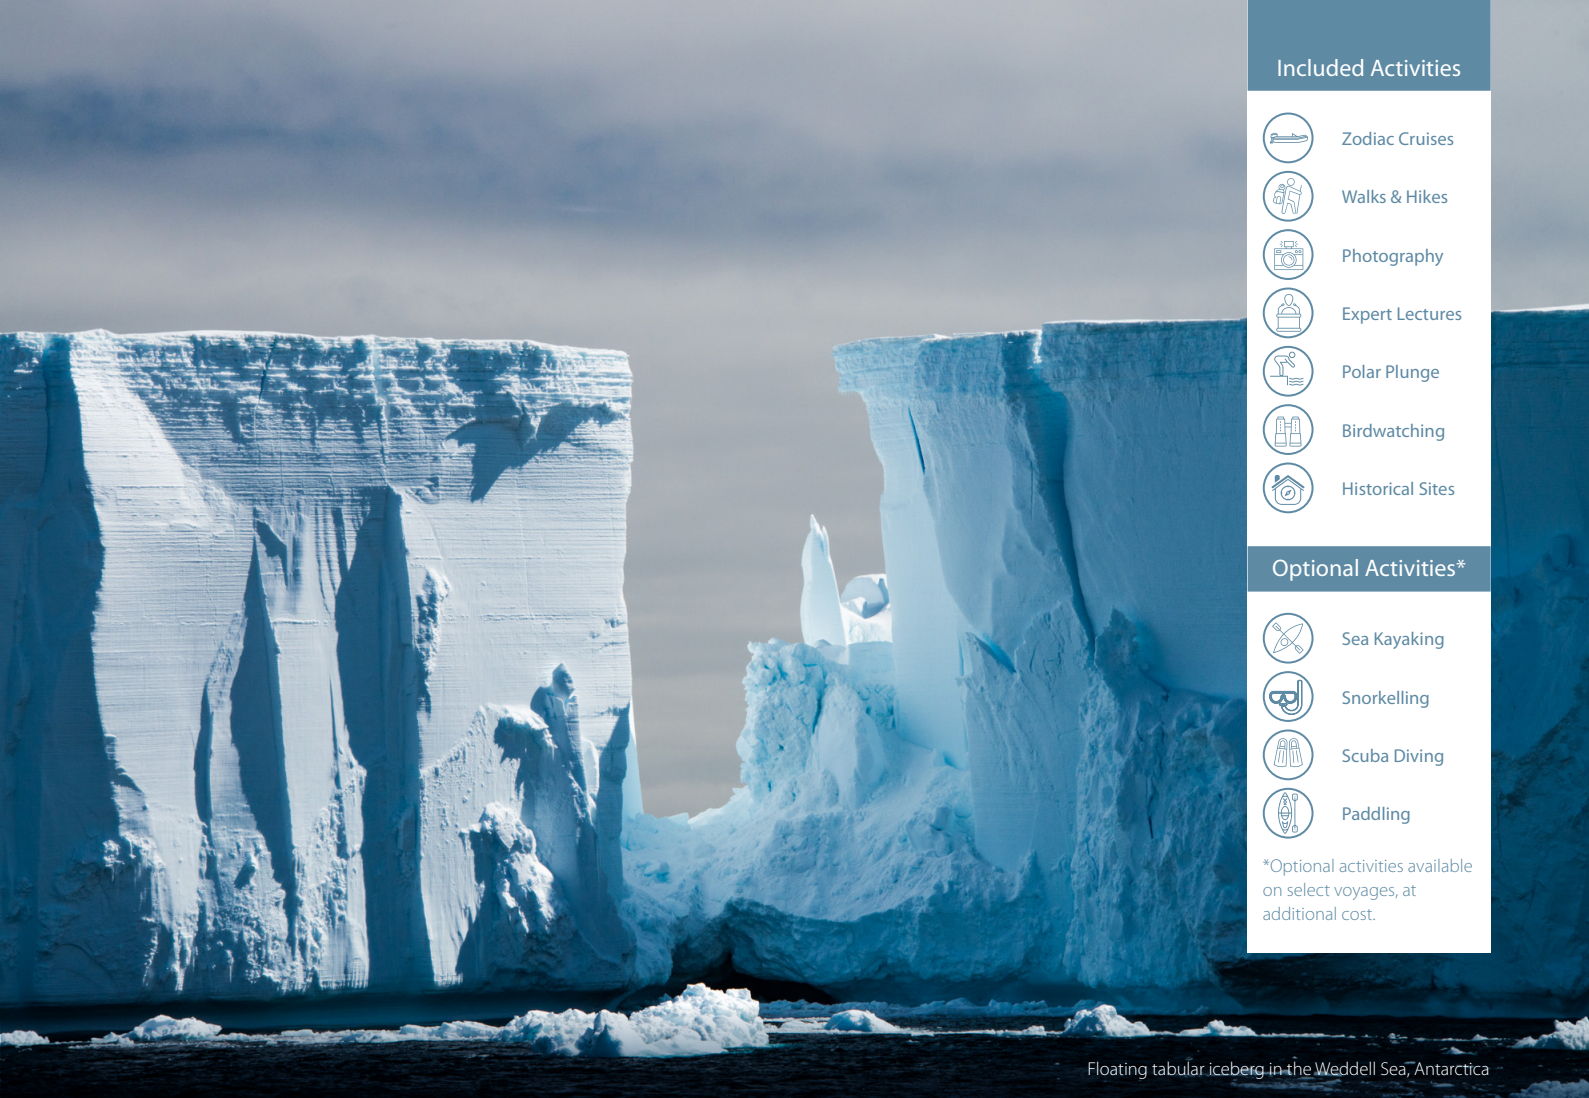 Included Activities
Zodiac Cruises
Walks & Hikes
Photography
Expert Lectures
Polar Plunge
Birdwatching
Historical Sites
Optional Activities*
Sea Kayaking
Snorkelling
Scuba Diving
Paddling
*Optional activities available
on select voyages, at
additional cost.
Floating tabular iceberg in the Weddell Sea, Antarctica